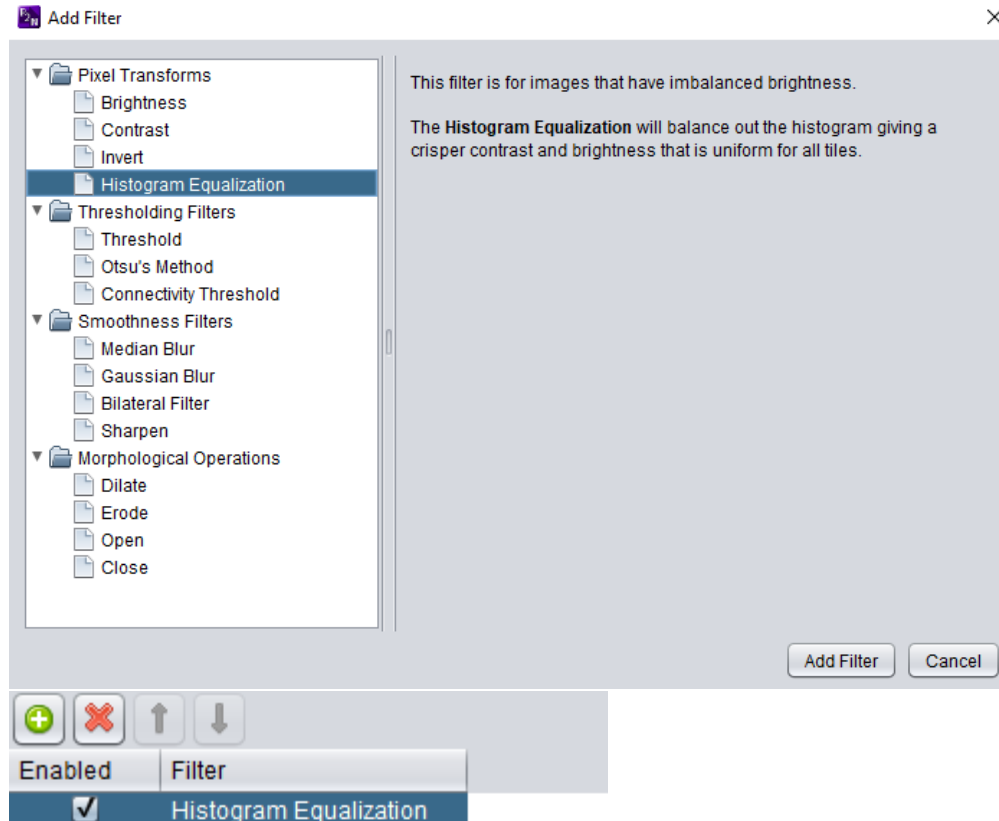 Add Filter
Pixel Transforms
Brightness
Contrast
Invert
Histogram Equalization
Thresholding Filters
Threshold
Otsu's Method
Connectivity Threshold
Smoothness Filters
Median Blur
Gaussian Blur
Bilateral Filter
Sharpen
Morphological Operations
Dilate
Erode
Open
Close
This filter is for images that have imbalanced brightness.
The Histogram Equalization will balance out the histogram giving a
crisper contrast and brightness that is uniform for all tiles.
Add Filter Cancel
Enabled Filter
Histogram Equalization